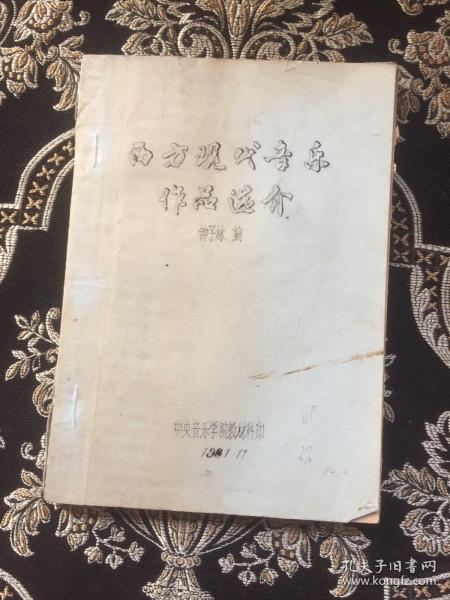 西方现代音乐
作品选介
钟子林 编
中央音乐学院教材科印
1981·11
孔夫子旧书网
www.kongfz.com